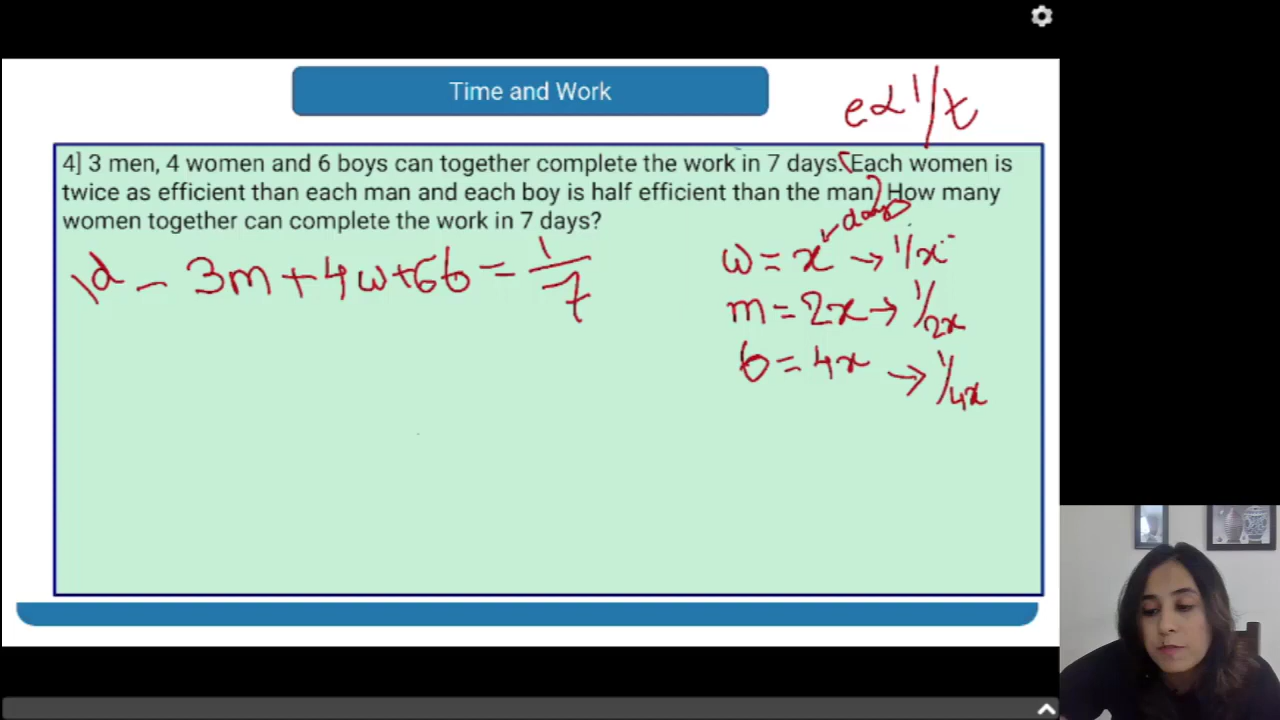 Time and Work
e α 1/t
4] 3 men, 4 women and 6 boys can together complete the work in 7 days. (Each women is
twice as efficient than each man and each boy is half efficient than the man) How many
women together can complete the work in 7 days?
days
1d - 3m + 4w + 6b = 1/7
w = x → 1/x
m = 2x → 1/2x
b = 4x → 1/4x